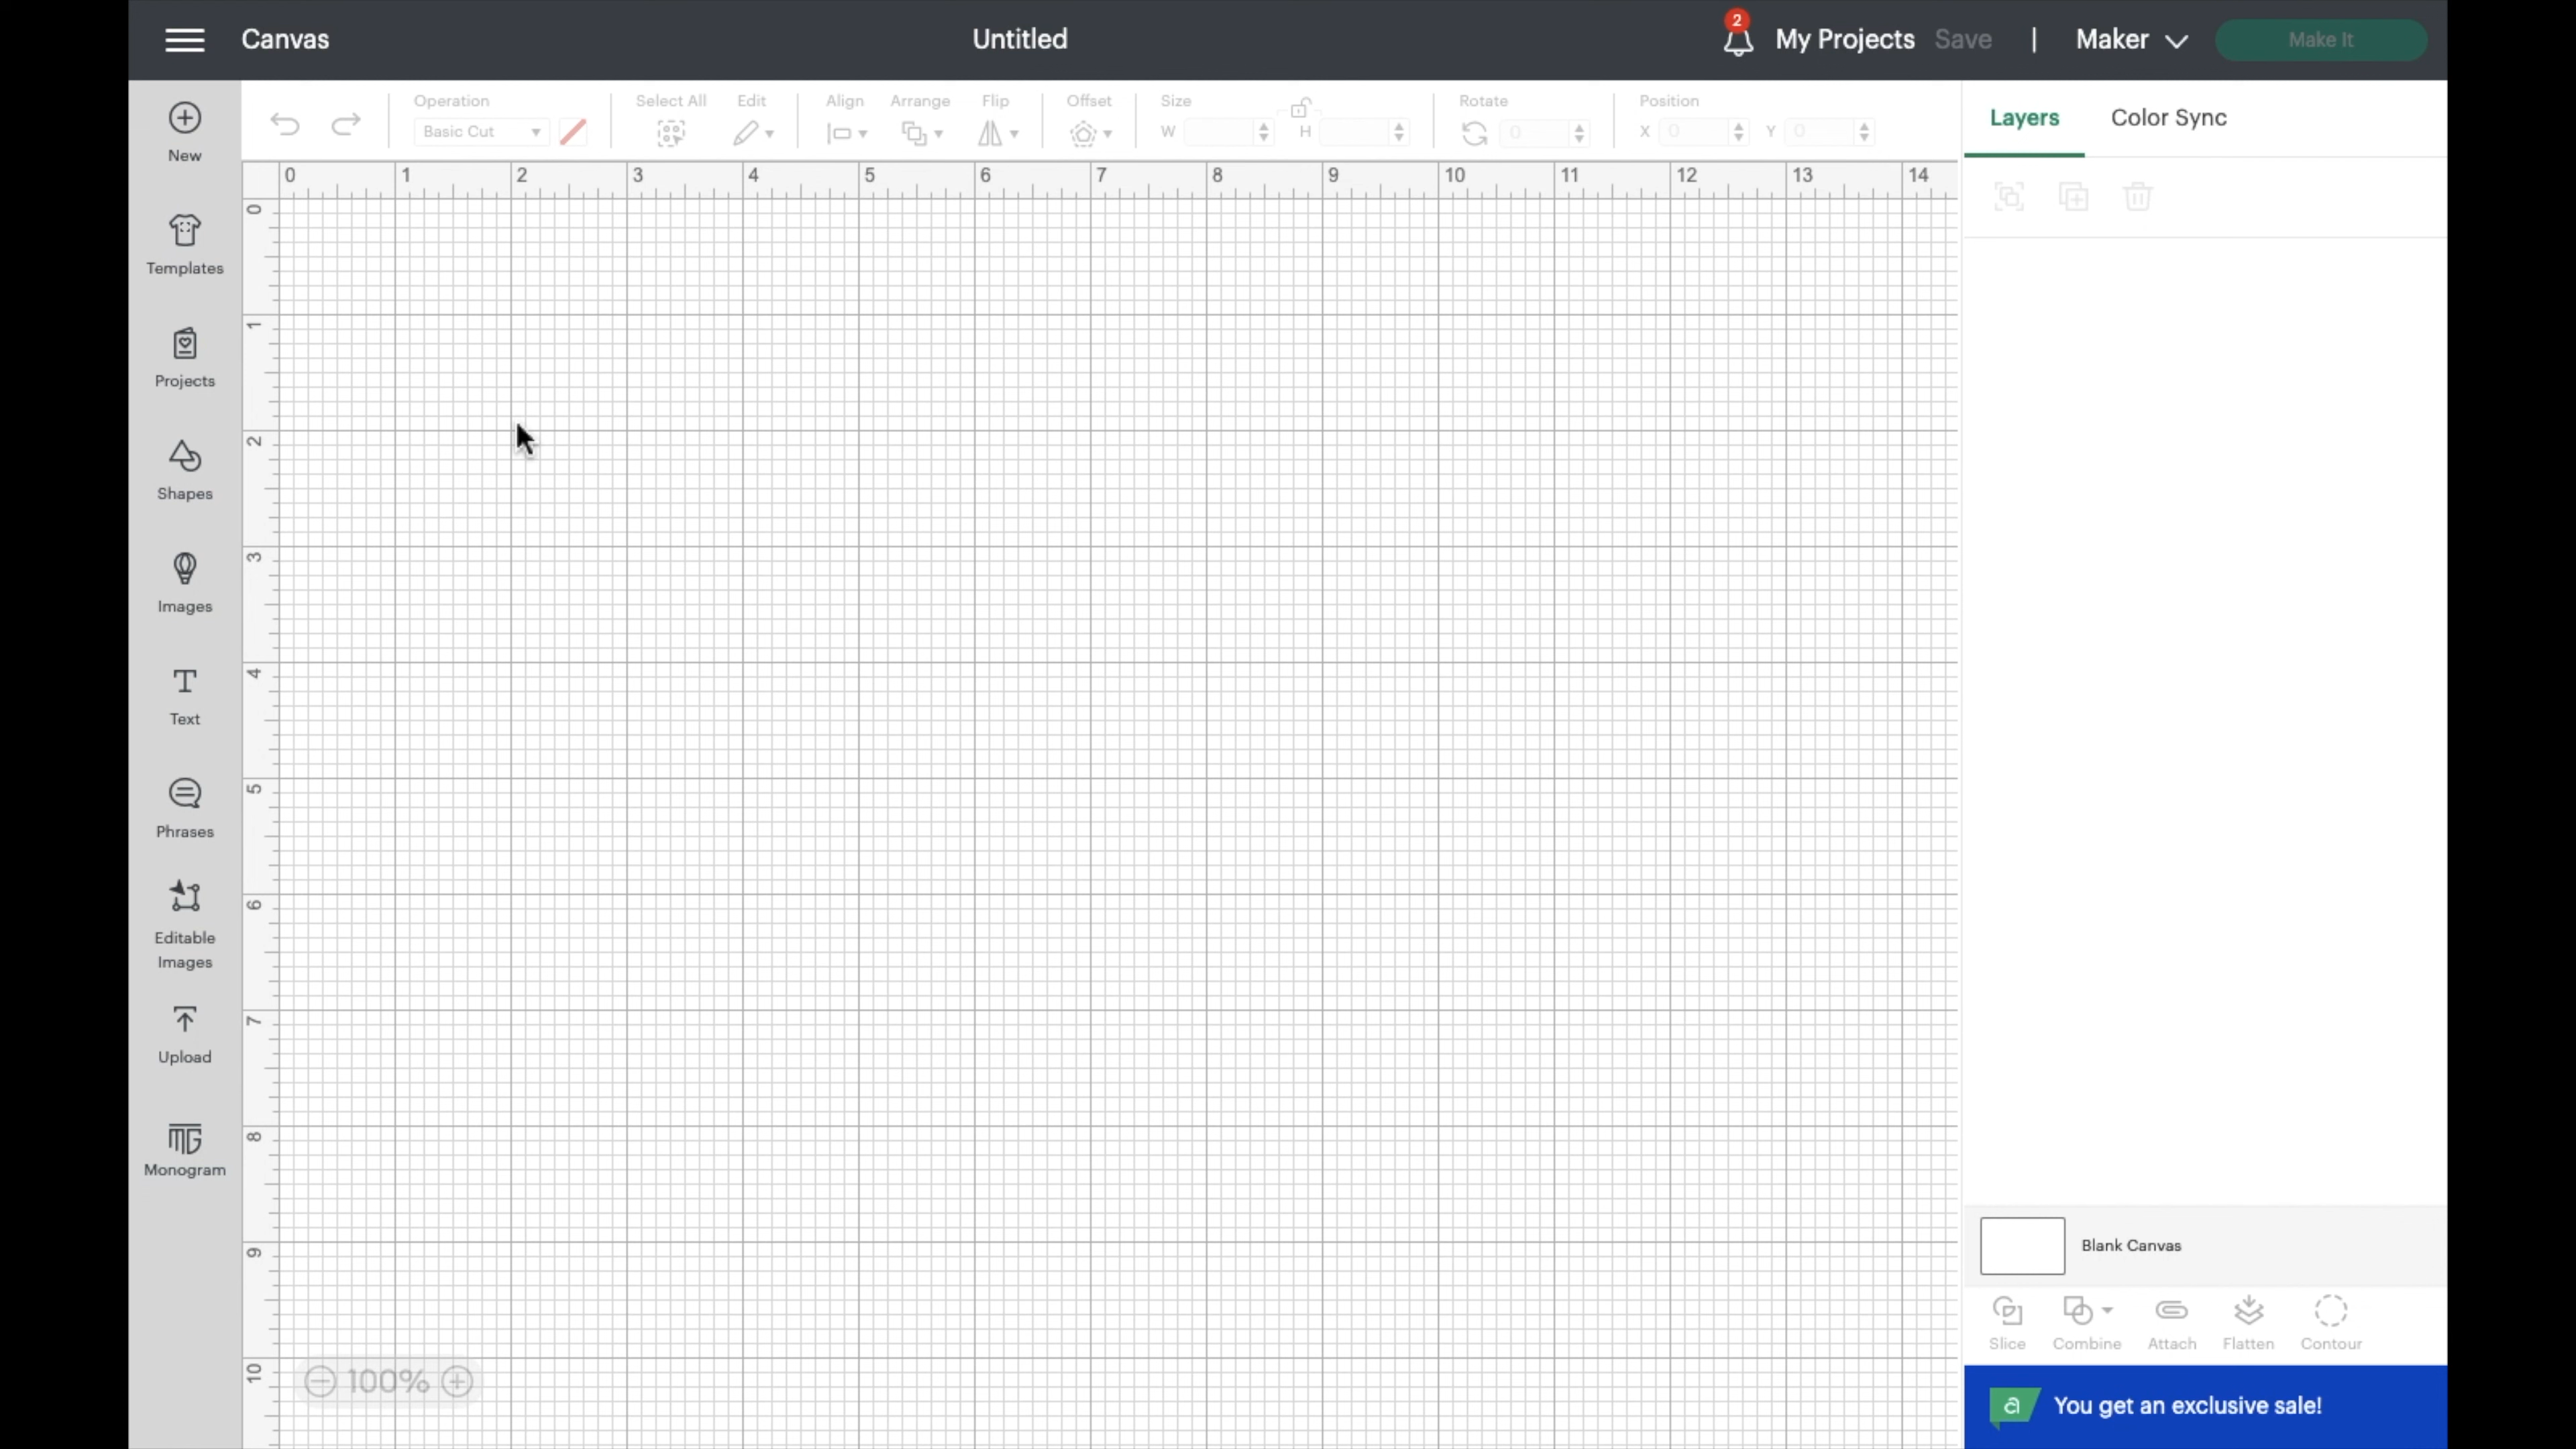 Canvas
Untitled
2
My Projects
Save
|
Maker
Make It
New
Templates
Projects
Shapes
Images
Text
Phrases
Editable
Images
Upload
Monogram
Operation
Basic Cut
Select All
Edit
Align
Arrange
Flip
Offset
Size
W
H
Rotate
0
Position
X 0
Y 0
0 1 2 3 4 5 6 7 8 9 10 11 12 13 14
0
1
2
3
4
5
6
7
8
9
10
100%
Layers
Color Sync
Blank Canvas
Slice
Combine
Attach
Flatten
Contour
a
You get an exclusive sale!